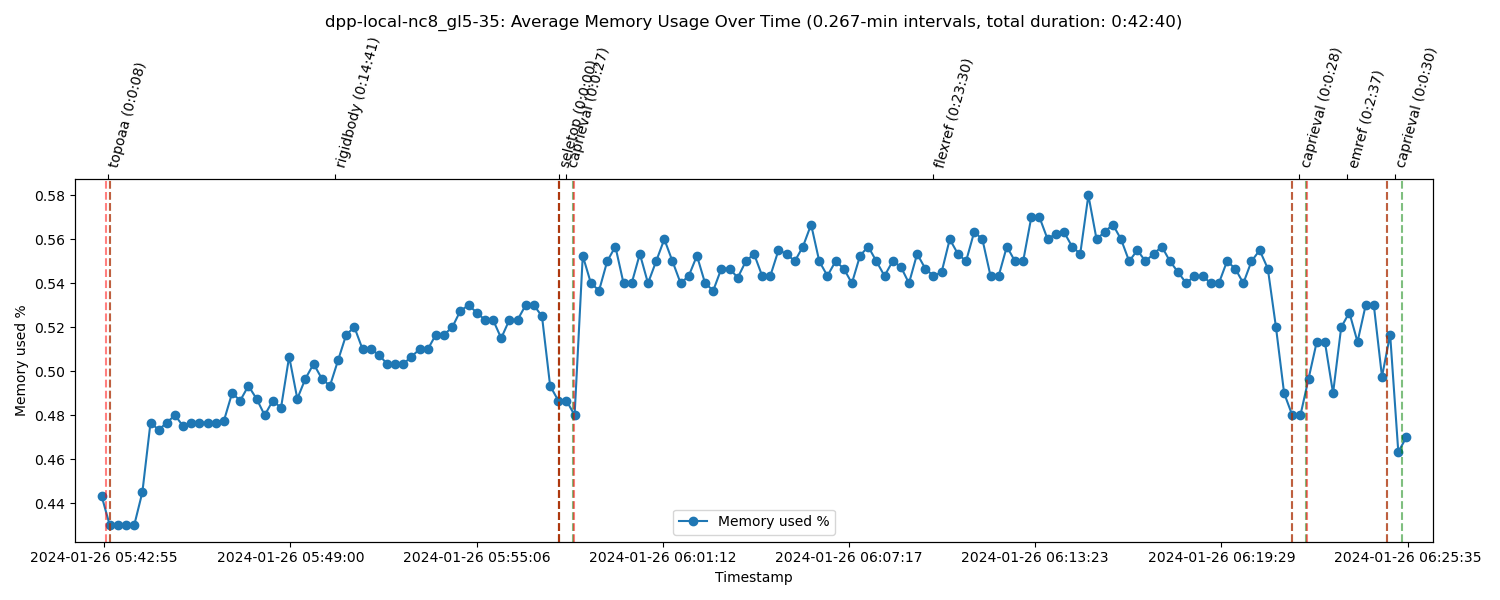 dpp-local-nc8_gl5-35: Average Memory Usage Over Time (0.267-min intervals, total duration: 0:42:40)
topoaa (0:0:08)
rigidbody (0:14:41)
seletop (0:0:00)
caprieval (0:0:27)
flexref (0:23:30)
caprieval (0:0:28)
emref (0:2:37)
caprieval (0:0:30)
0.58
0.56
0.54
0.52
0.50
0.48
0.46
0.44
Memory used %
Memory used %
2024-01-26 05:42:55
2024-01-26 05:49:00
2024-01-26 05:55:06
2024-01-26 06:01:12
2024-01-26 06:07:17
2024-01-26 06:13:23
2024-01-26 06:19:29
2024-01-26 06:25:35
Timestamp